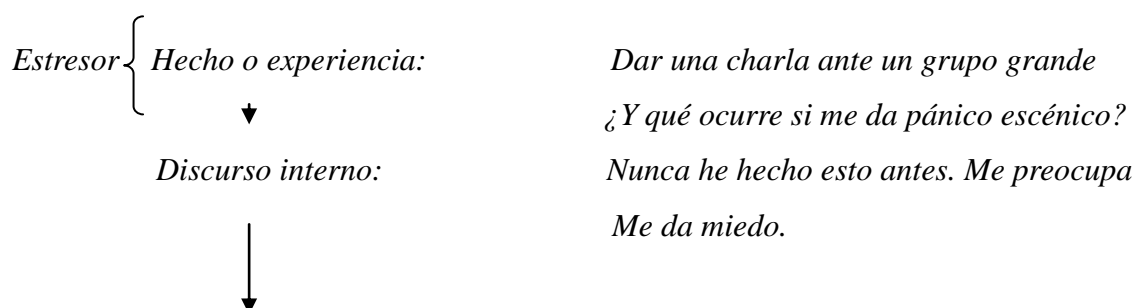 Estresor Hecho o experiencia: Dar una charla ante un grupo grande
¿Y qué ocurre si me da pánico escénico?
Discurso interno: Nunca he hecho esto antes. Me preocupa
Me da miedo.